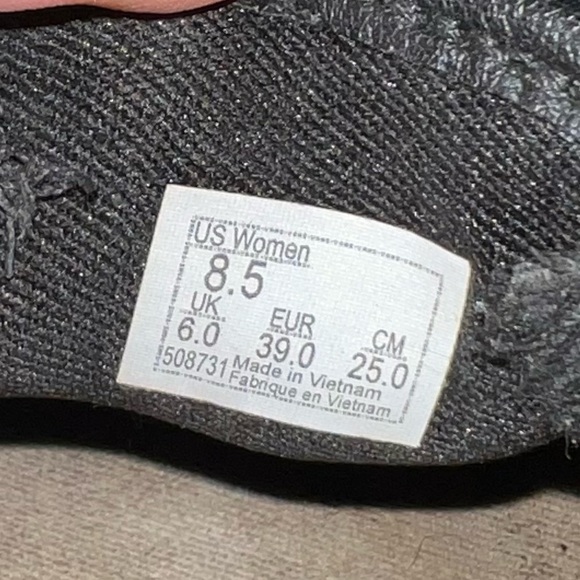 US Women
8.5
UK EUR CM
6.0 39.0 25.0
508731 Made in Vietnam
Fabrique en Vietnam